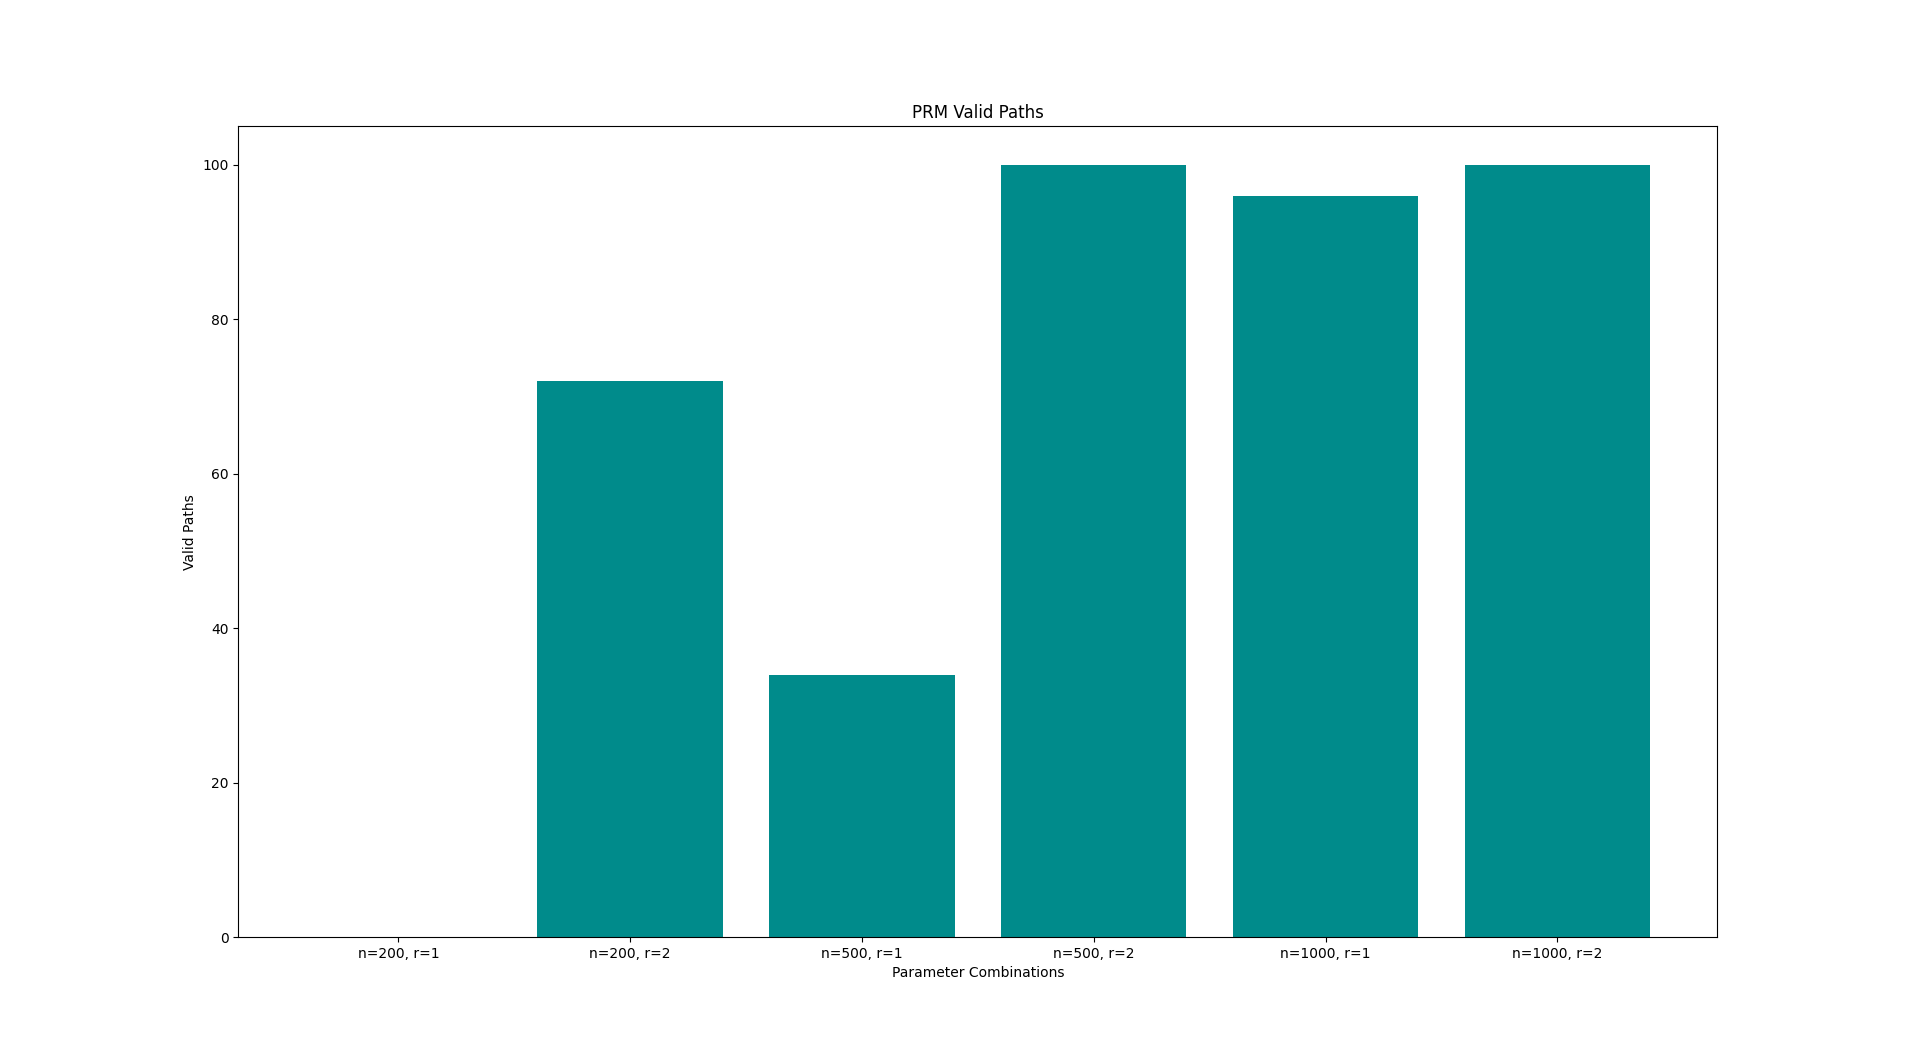 PRM Valid Paths
100
80
60
40
20
0
Valid Paths
n=200, r=1
n=200, r=2
n=500, r=1
n=500, r=2
n=1000, r=1
n=1000, r=2
Parameter Combinations